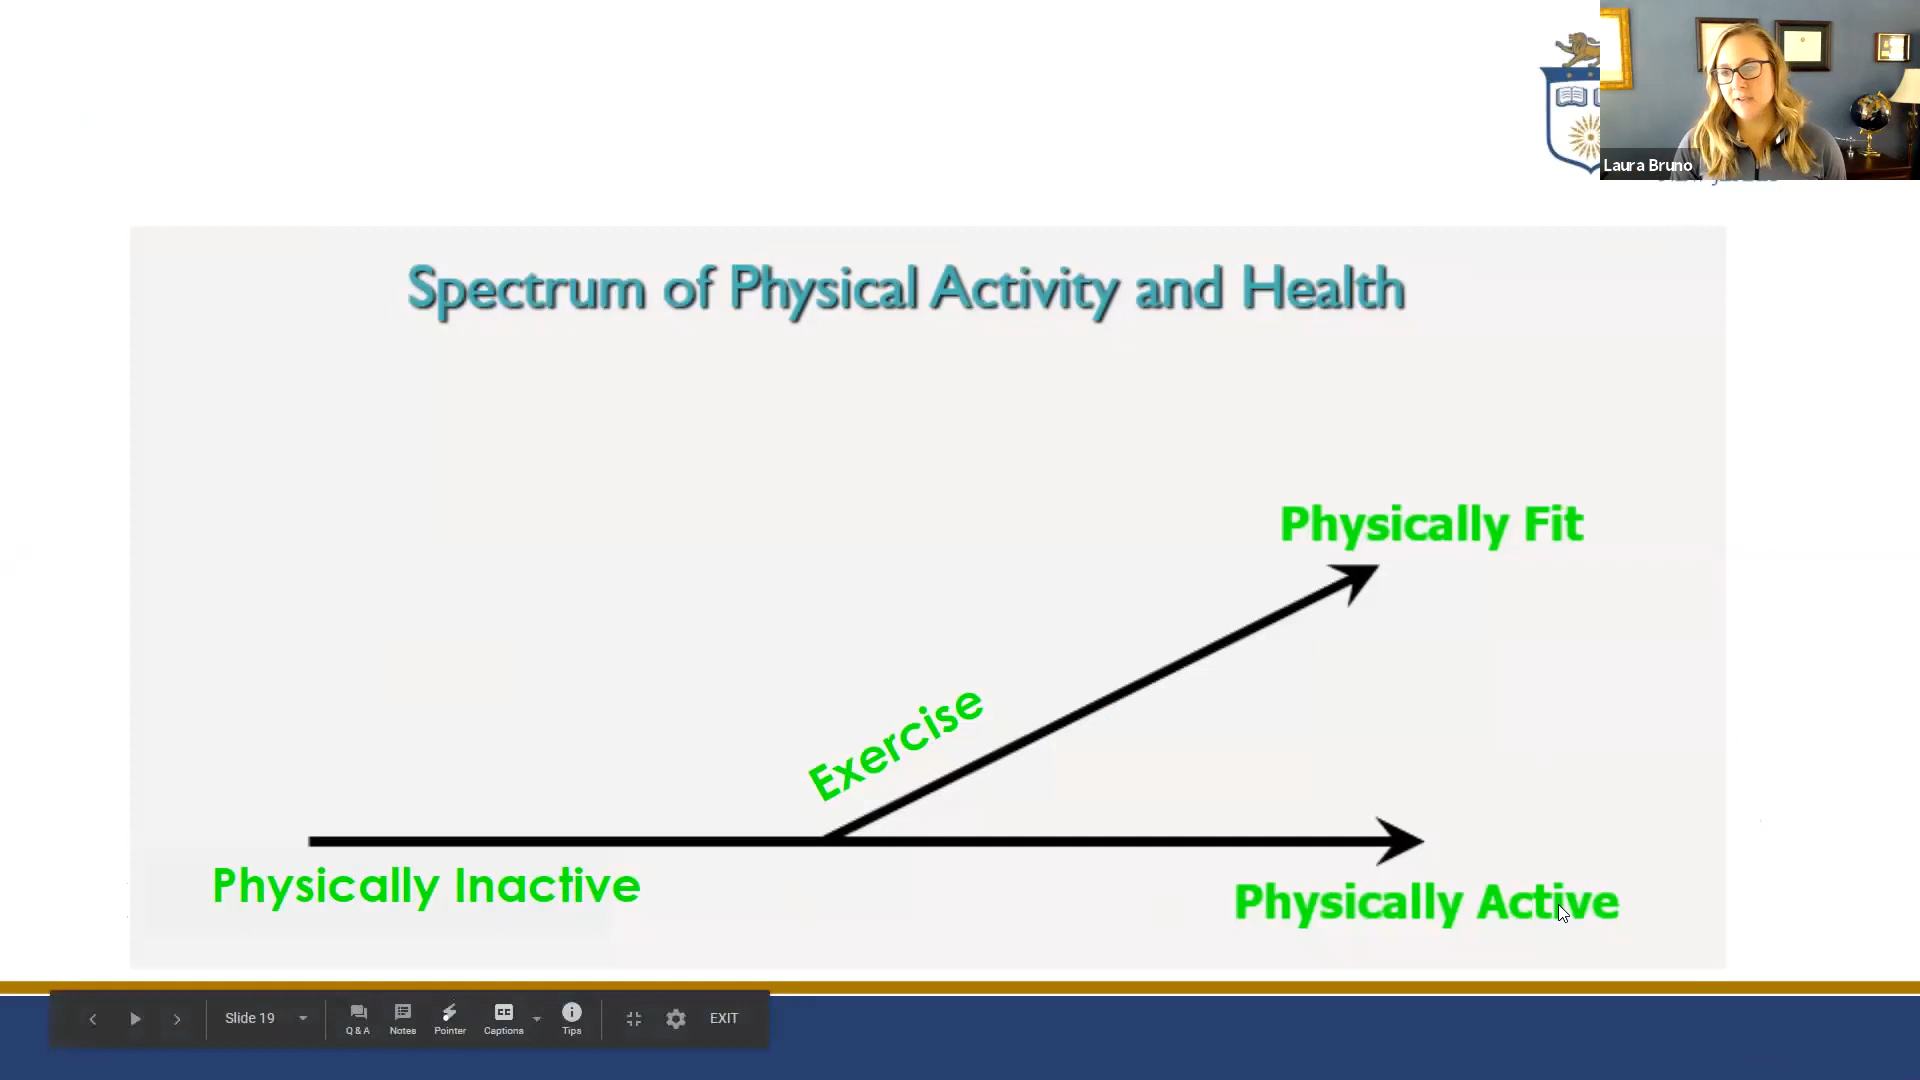 Laura Bruno
Spectrum of Physical Activity and Health
Physically Fit
Exercise
Physically Inactive
Physically Active
Slide 19
Q & A
Notes
Pointer
Captions
Tips
EXIT